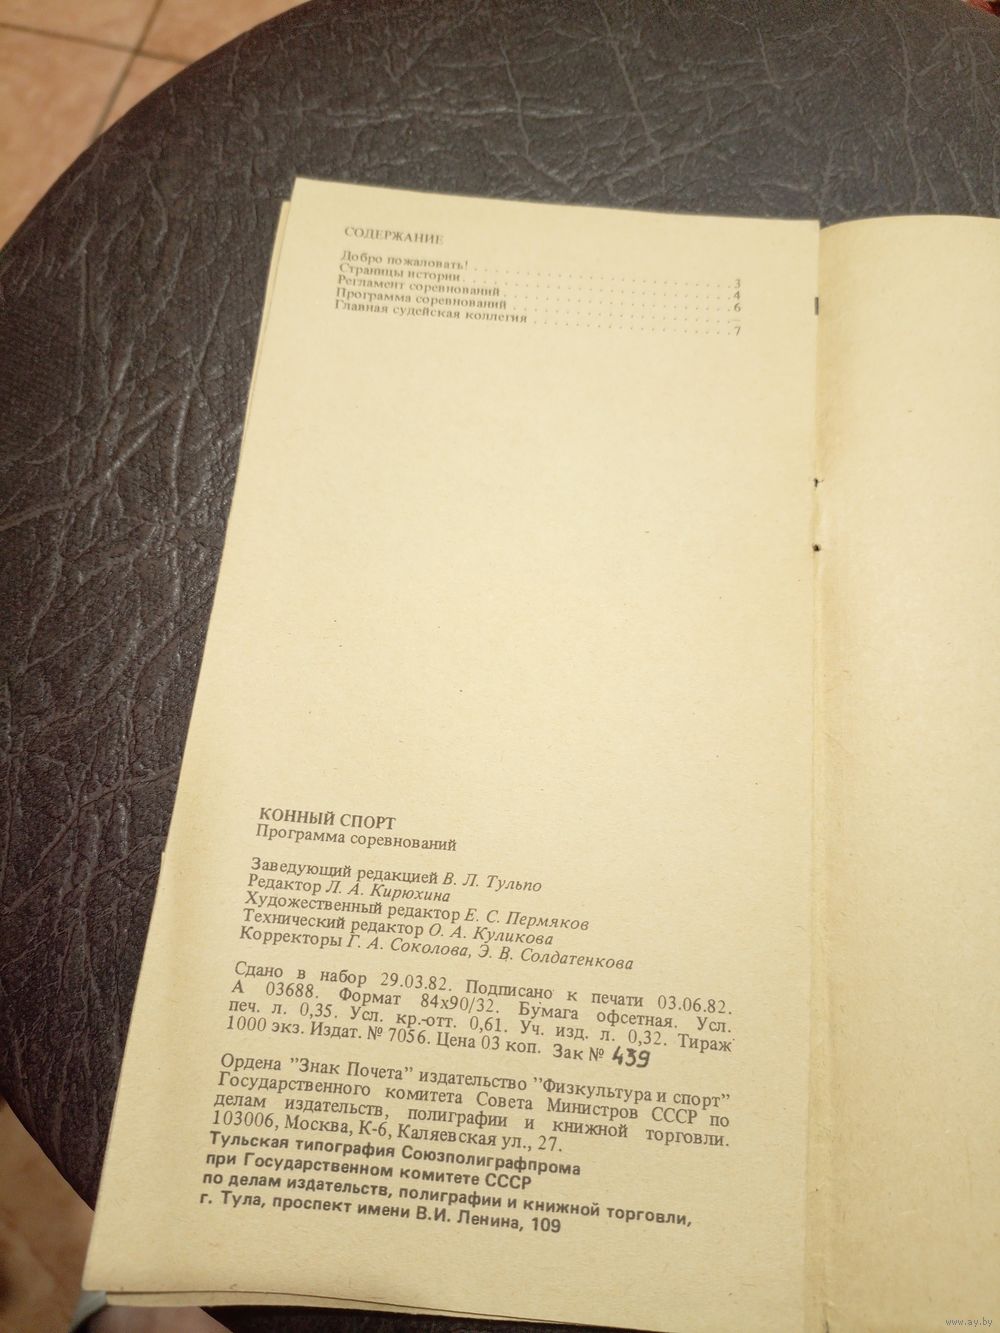 СОДЕРЖАНИЕ
Добро пожаловать! . . . . . . . . . . . . . . . . . . . . 3
Страницы истории . . . . . . . . . . . . . . . . . . . . 4
Регламент соревнований . . . . . . . . . . . . . . . . . 6
Программа соревнований . . . . . . . . . . . . . . . . . —
Главная судейская коллегия . . . . . . . . . . . . . . . 7
КОННЫЙ СПОРТ
Программа соревнований
Заведующий редакцией В. Л. Тульпо
Редактор Л. А. Кирюхина
Художественный редактор Е. С. Пермяков
Технический редактор О. А. Куликова
Корректоры Г. А. Соколова, Э. В. Солдатенкова
Сдано в набор 29.03.82. Подписано к печати 03.06.82.
А 03688. Формат 84х90/32. Бумага офсетная. Усл.
печ. л. 0,35. Усл. кр.-отт. 0,61. Уч. изд. л. 0,32. Тираж
1000 экз. Издат. № 7056. Цена 03 коп. Зак № 439
Ордена "Знак Почета" издательство "Физкультура и спорт"
Государственного комитета Совета Министров СССР по
делам издательств, полиграфии и книжной торговли.
103006, Москва, К-6, Каляевская ул., 27.
Тульская типография Союзполиграфпрома
при Государственном комитете СССР
по делам издательств, полиграфии и книжной торговли,
г. Тула, проспект имени В.И. Ленина, 109
www.ay.by